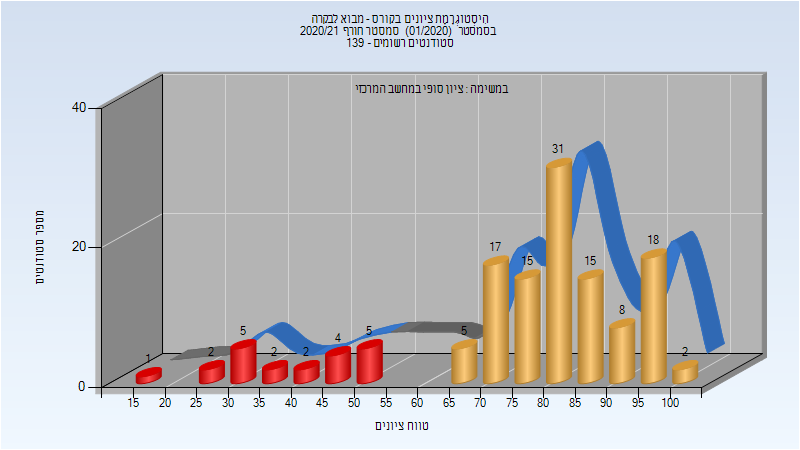 היסטוגרמת ציונים בקורס - מבוא לבקרה
בסמסטר (01/2020) סמסטר חורף 2020/21
סטודנטים רשומים - 139
במשימה : ציון סופי במחשב המרכזי
מספר סטודנטים
40
20
0
1
2
5
2
2
4
5
5
17
15
31
15
8
18
2
15 20 25 30 35 40 45 50 55 60 65 70 75 80 85 90 95 100
טווח ציונים